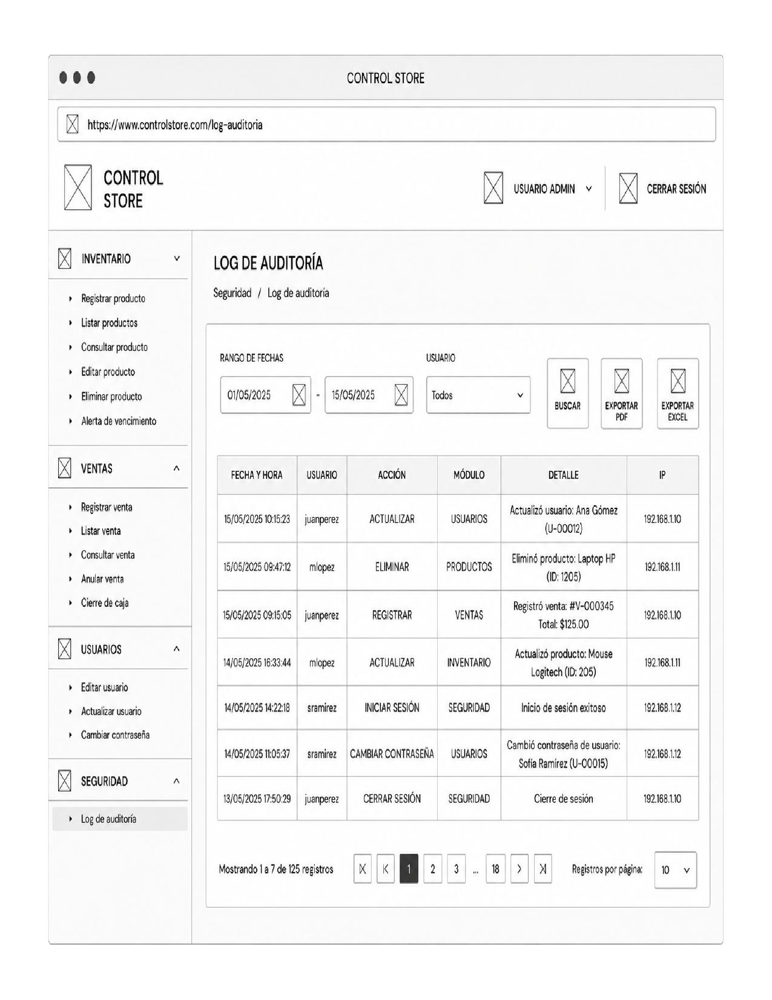 CONTROL STORE
https://www.controlstore.com/log-auditoria
CONTROL
STORE
USUARIO ADMIN
CERRAR SESIÓN
INVENTARIO
Registrar producto
Listar productos
Consultar producto
Editar producto
Eliminar producto
Alerta de vencimiento
VENTAS
Registrar venta
Listar venta
Consultar venta
Anular venta
Cierre de caja
USUARIOS
Editar usuario
Actualizar usuario
Cambiar contraseña
SEGURIDAD
Log de auditoría
LOG DE AUDITORÍA
Seguridad / Log de auditoría
RANGO DE FECHAS
01/05/2025 - 15/05/2025
USUARIO
Todos
BUSCAR
EXPORTAR
PDF
EXPORTAR
EXCEL
FECHA Y HORA USUARIO ACCIÓN MÓDULO DETALLE IP
15/05/2025 10:15:23 juanperez ACTUALIZAR USUARIOS Actualizó usuario: Ana Gómez
(U-00012) 192.168.1.10
15/05/2025 09:47:12 mlopez ELIMINAR PRODUCTOS Eliminó producto: Laptop HP
(ID: 1205) 192.168.1.11
15/05/2025 09:15:05 juanperez REGISTRAR VENTAS Registró venta: #V-000345
Total: $125.00 192.168.1.10
14/05/2025 16:33:44 mlopez ACTUALIZAR INVENTARIO Actualizó producto: Mouse
Logitech (ID: 205) 192.168.1.11
14/05/2025 14:22:18 sramirez INICIAR SESIÓN SEGURIDAD Inicio de sesión exitoso 192.168.1.12
14/05/2025 11:05:37 sramirez CAMBIAR CONTRASEÑA USUARIOS Cambió contraseña de usuario:
Sofía Ramírez (U-00015) 192.168.1.12
13/05/2025 17:50:29 juanperez CERRAR SESIÓN SEGURIDAD Cierre de sesión 192.168.1.10
Mostrando 1 a 7 de 125 registros
1 2 3 ... 18
Registros por página: 10